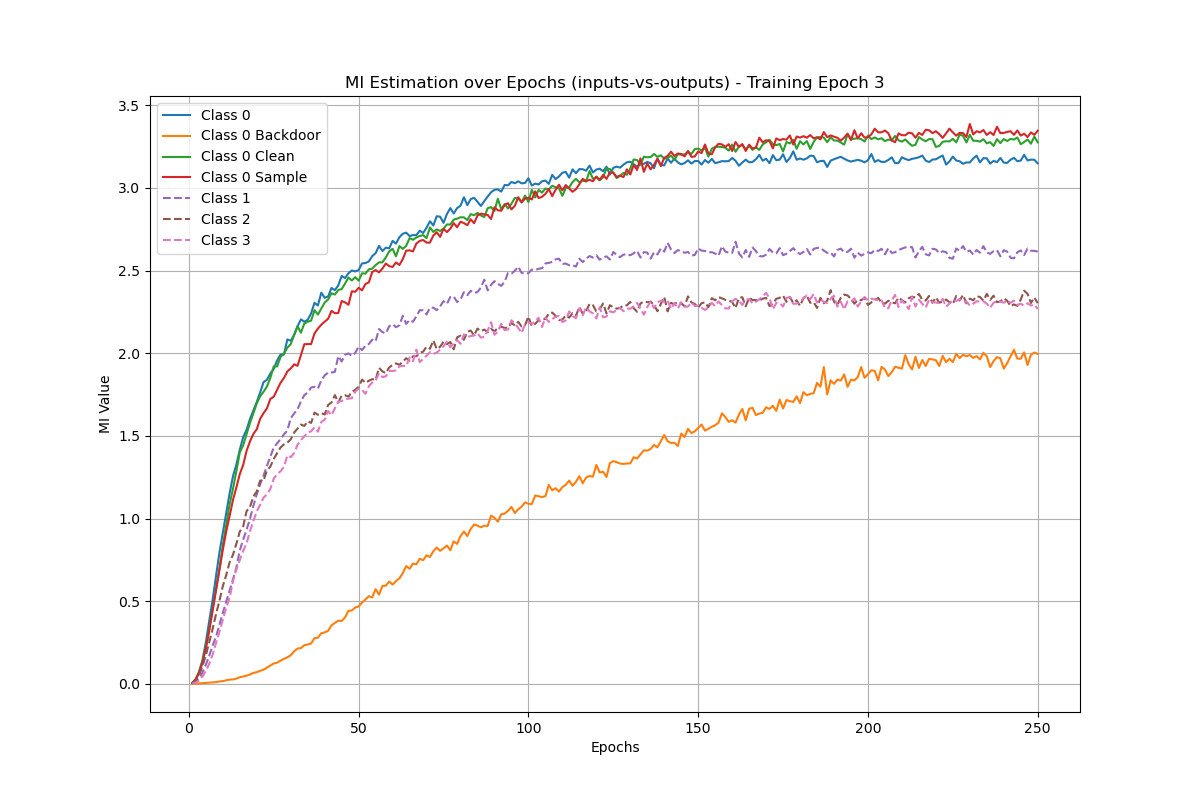 MI Estimation over Epochs (inputs-vs-outputs) - Training Epoch 3
Class 0
Class 0 Backdoor
Class 0 Clean
Class 0 Sample
Class 1
Class 2
Class 3
MI Value
3.5
3.0
2.5
2.0
1.5
1.0
0.5
0.0
0 50 100 150 200 250
Epochs